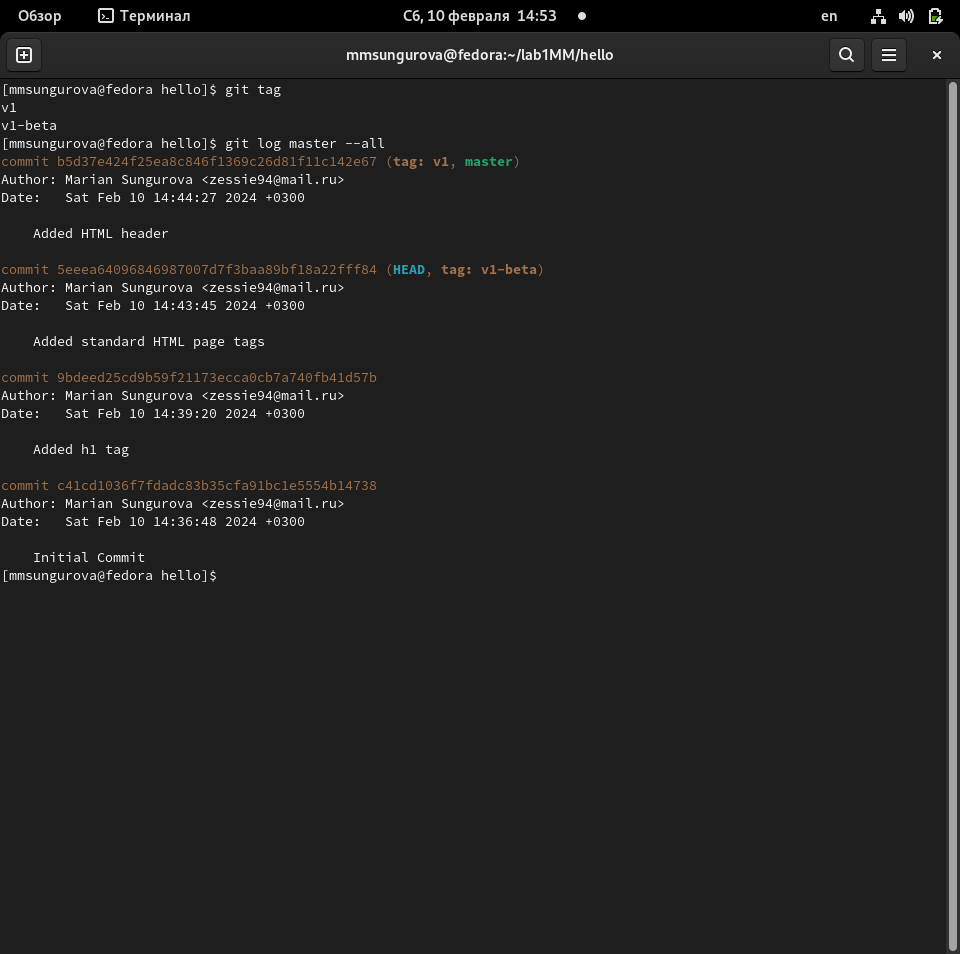 Обзор Терминал Сб, 10 февраля 14:53 en
mmsungurova@fedora:~/lab1MM/hello
[mmsungurova@fedora hello]$ git tag
v1
v1-beta
[mmsungurova@fedora hello]$ git log master --all
commit b5d37e424f25ea8c846f1369c26d81f11c142e67 (tag: v1, master)
Author: Marian Sungurova <zessie94@mail.ru>
Date:   Sat Feb 10 14:44:27 2024 +0300
    Added HTML header
commit 5eeea64096846987007d7f3baa89bf18a22fff84 (HEAD, tag: v1-beta)
Author: Marian Sungurova <zessie94@mail.ru>
Date:   Sat Feb 10 14:43:45 2024 +0300
    Added standard HTML page tags
commit 9bdeed25cd9b59f21173ecca0cb7a740fb41d57b
Author: Marian Sungurova <zessie94@mail.ru>
Date:   Sat Feb 10 14:39:20 2024 +0300
    Added h1 tag
commit c41cd1036f7fdadc83b35cfa91bc1e5554b14738
Author: Marian Sungurova <zessie94@mail.ru>
Date:   Sat Feb 10 14:36:48 2024 +0300
    Initial Commit
[mmsungurova@fedora hello]$